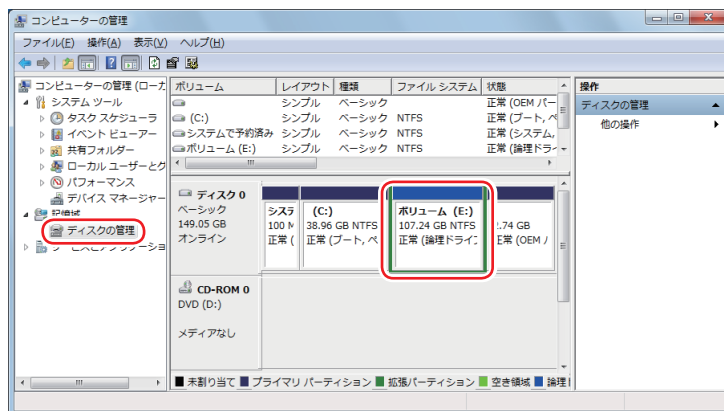 コンピューターの管理
ファイル(F) 操作(A) 表示(V) ヘルプ(H)
コンピューターの管理 (ローカ
システム ツール
タスク スケジューラ
イベント ビューアー
共有フォルダー
ローカル ユーザーとグ
パフォーマンス
デバイス マネージャー
記憶域
ディスクの管理
サービスとアプリケーショ
ボリューム レイアウト 種類 ファイル システム 状態
シンプル ベーシック 正常 (OEM パー
(C:) シンプル ベーシック NTFS 正常 (ブート, ペ
システムで予約済み シンプル ベーシック NTFS 正常 (システム,
ボリューム (E:) シンプル ベーシック NTFS 正常 (論理ドラ
ディスク 0
ベーシック
149.05 GB
オンライン
システ
100 M
正常 (
(C:)
38.96 GB NTFS
正常 (ブート, ペ
ボリューム (E:)
107.24 GB NTFS
正常 (論理ドライ
2.74 GB
正常 (OEM
CD-ROM 0
DVD (D:)
メディアなし
未割り当て プライマリ パーティション 拡張パーティション 空き領域 論理
操作
ディスクの管理
他の操作